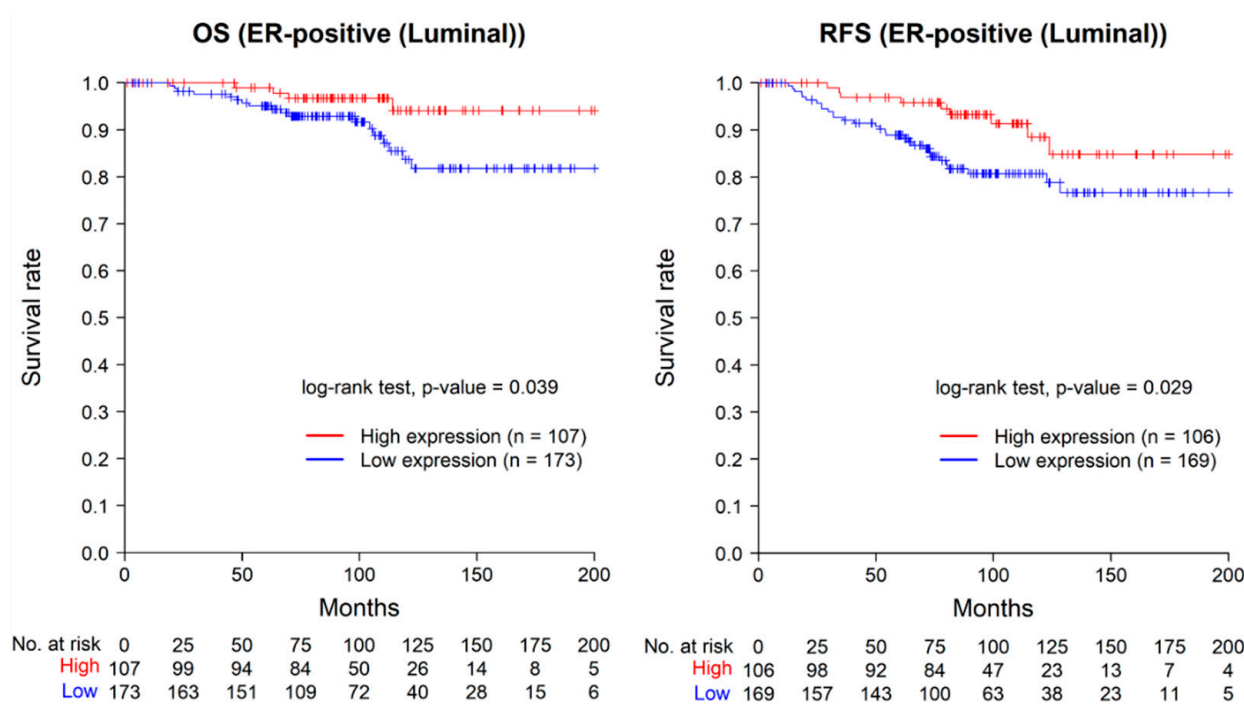 OS (ER-positive (Luminal))
1.0
0.9
0.8
0.7
0.6
0.5
0.4
0.3
0.2
0.1
0.0
Survival rate
log-rank test, p-value = 0.039
High expression (n = 107)
Low expression (n = 173)
0 50 100 150 200
Months
No. at risk 0 25 50 75 100 125 150 175 200
High 107 99 94 84 50 26 14 8 5
Low 173 163 151 109 72 40 28 15 6
RFS (ER-positive (Luminal))
1.0
0.9
0.8
0.7
0.6
0.5
0.4
0.3
0.2
0.1
0.0
Survival rate
log-rank test, p-value = 0.029
High expression (n = 106)
Low expression (n = 169)
0 50 100 150 200
Months
No. at risk 0 25 50 75 100 125 150 175 200
High 106 98 92 84 47 23 13 7 4
Low 169 157 143 100 63 38 23 11 5